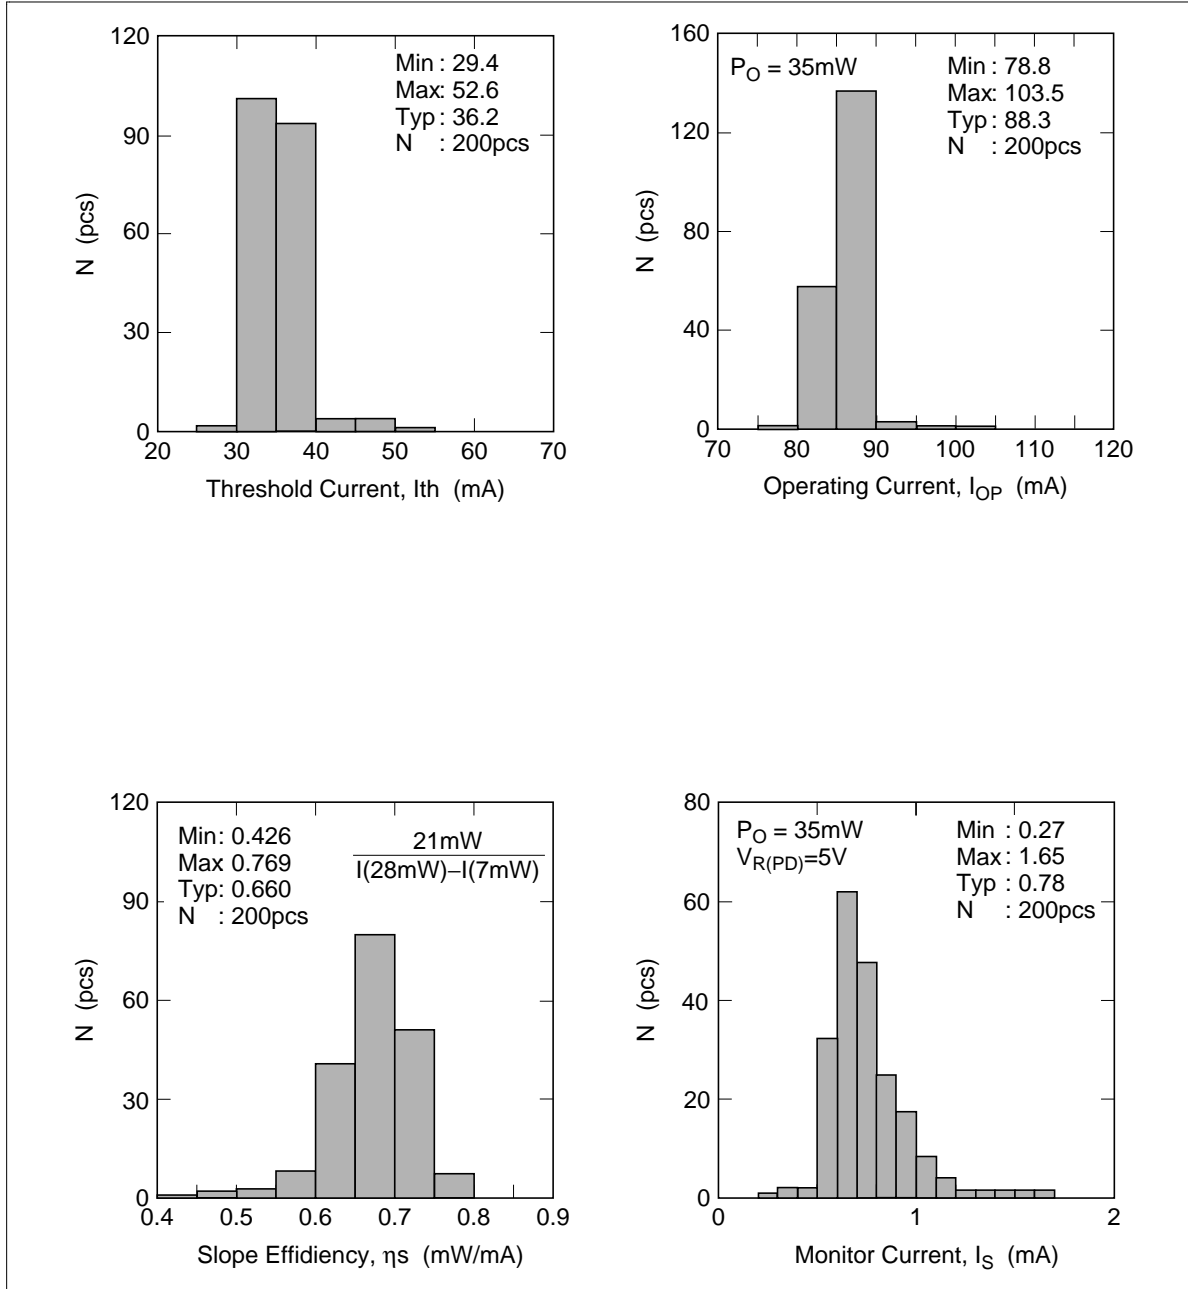 120
90
60
30
0
N (pcs)
Min : 29.4
Max: 52.6
Typ : 36.2
N : 200pcs
20 30 40 50 60 70
Threshold Current, Ith (mA)
160
120
80
40
0
N (pcs)
PO = 35mW
Min : 78.8
Max: 103.5
Typ : 88.3
N : 200pcs
70 80 90 100 110 120
Operating Current, IOP (mA)
120
90
60
30
0
N (pcs)
Min: 0.426
Max 0.769
Typ: 0.660
N : 200pcs
21mW
I(28mW)–I(7mW)
0.4 0.5 0.6 0.7 0.8 0.9
Slope Effidiency, ηs (mW/mA)
80
60
40
20
0
N (pcs)
PO = 35mW
VR(PD)=5V
Min : 0.27
Max : 1.65
Typ : 0.78
N : 200pcs
0 1 2
Monitor Current, IS (mA)